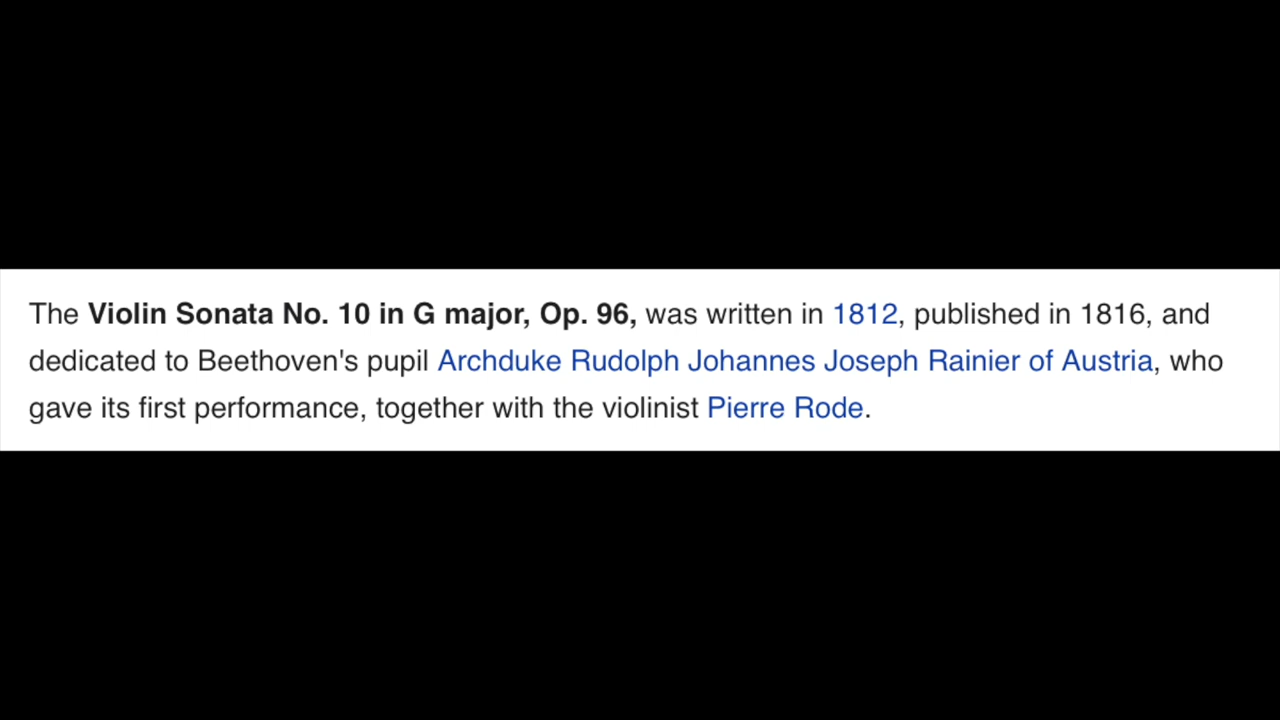 The Violin Sonata No. 10 in G major, Op. 96, was written in 1812, published in 1816, and
dedicated to Beethoven's pupil Archduke Rudolph Johannes Joseph Rainier of Austria, who
gave its first performance, together with the violinist Pierre Rode.